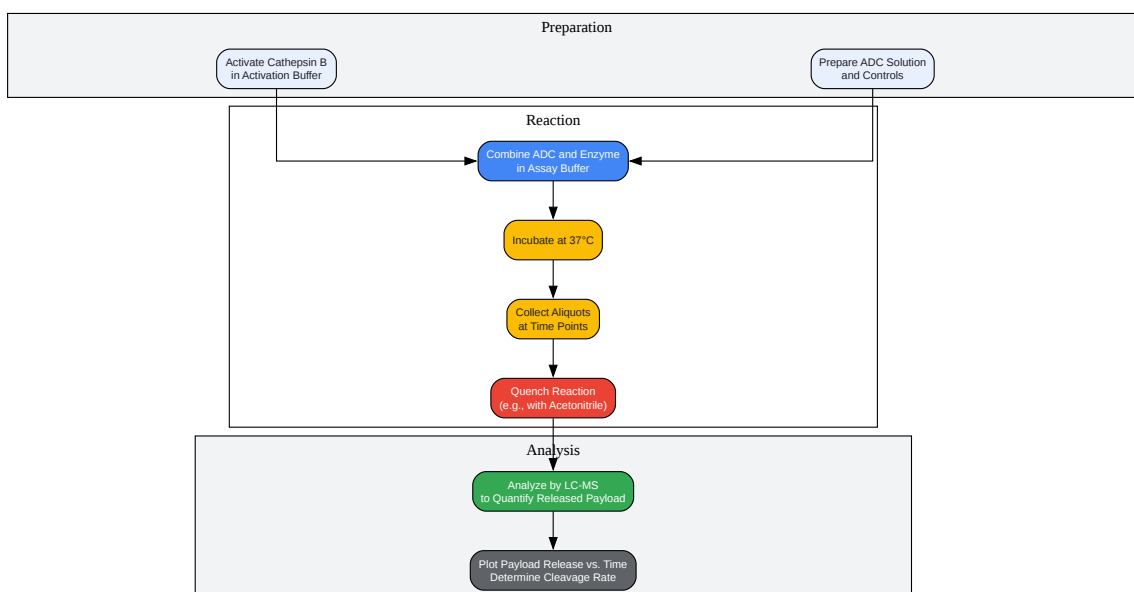 Preparation
Activate Cathepsin B
in Activation Buffer
Prepare ADC Solution
and Controls
Reaction
Combine ADC and Enzyme
in Assay Buffer
Incubate at 37°C
Collect Aliquots
at Time Points
Quench Reaction
(e.g., with Acetonitrile)
Analysis
Analyze by LC-MS
to Quantify Released Payload
Plot Payload Release vs. Time
Determine Cleavage Rate